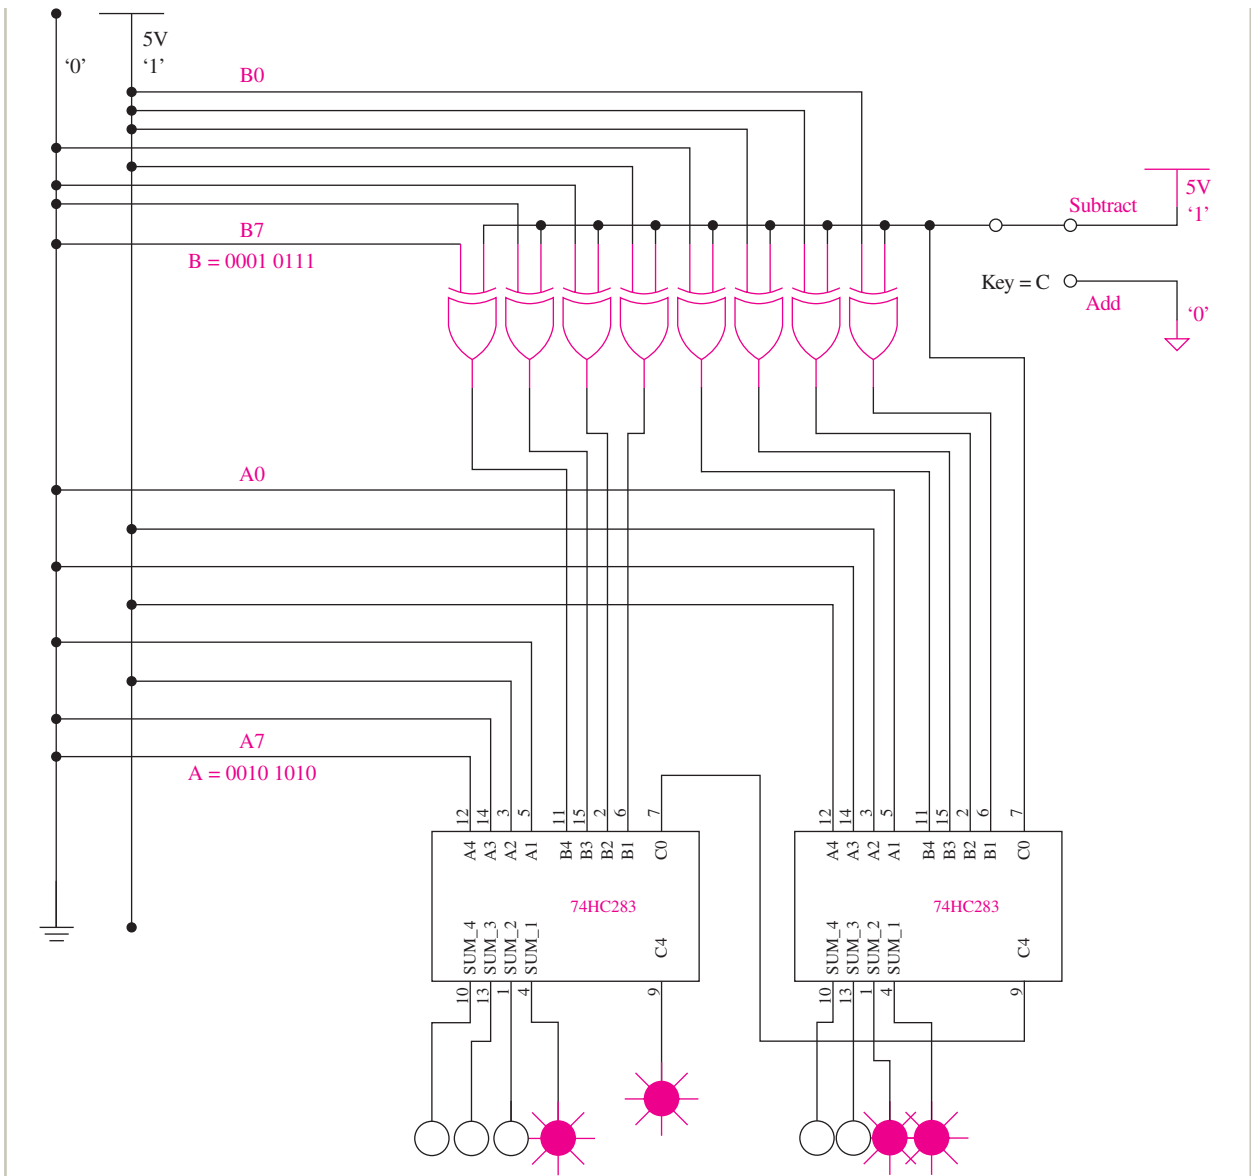 5V
‘0’
‘1’
B0
5V
Subtract
‘1’
B7
B = 0001 0111
Key = C
Add
‘0’
A0
A7
A = 0010 1010
12 14 3 5 11 15 2 6 7
A4 A3 A2 A1 B4 B3 B2 B1 C0
74HC283
SUM_4 SUM_3 SUM_2 SUM_1 C4
10 13 1 4 9
12 14 3 5 11 15 2 6 7
A4 A3 A2 A1 B4 B3 B2 B1 C0
74HC283
SUM_4 SUM_3 SUM_2 SUM_1 C4
10 13 1 4 9